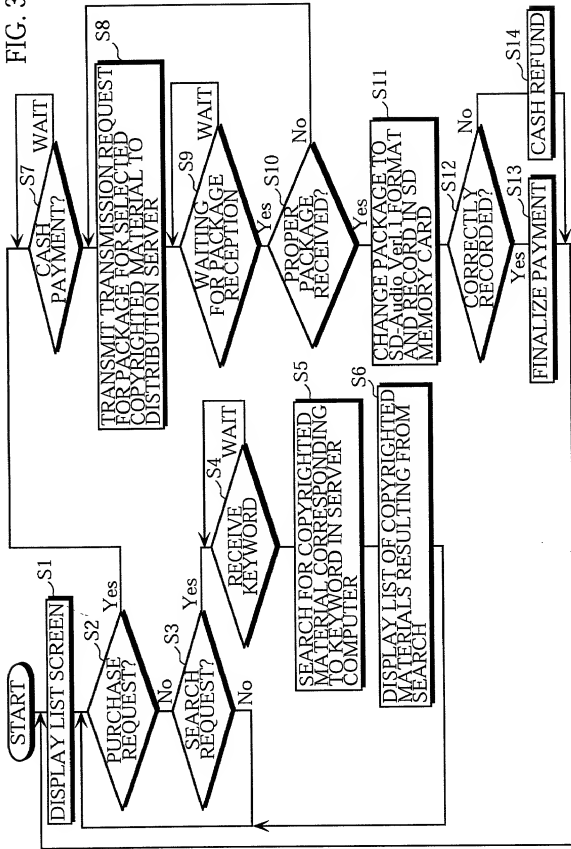 FIG. 3
START
DISPLAY LIST SCREEN
S1
PURCHASE
REQUEST?
S2
Yes
No
SEARCH
REQUEST?
S3
Yes
No
RECEIVE
KEYWORD
S4
WAIT
SEARCH FOR COPYRIGHTED
MATERIAL CORRESPONDING
TO KEYWORD IN SERVER
COMPUTER
S5
DISPLAY LIST OF COPYRIGHTED
MATERIALS RESULTING FROM
SEARCH
S6
CASH
PAYMENT?
S7
WAIT
TRANSMIT TRANSMISSION REQUEST
FOR PACKAGE FOR SELECTED
COPYRIGHTED MATERIAL TO
DISTRIBUTION SERVER
S8
WAITING
FOR PACKAGE
RECEPTION
S9
WAIT
Yes
PROPER
PACKAGE
RECEIVED?
S10
No
Yes
CHANGE PACKAGE TO
SD-Audio Ver1.1 FORMAT
AND RECORD IN SD
MEMORY CARD
S11
CORRECTLY
RECORDED?
S12
No
Yes
FINALIZE PAYMENT
S13
CASH REFUND
S14